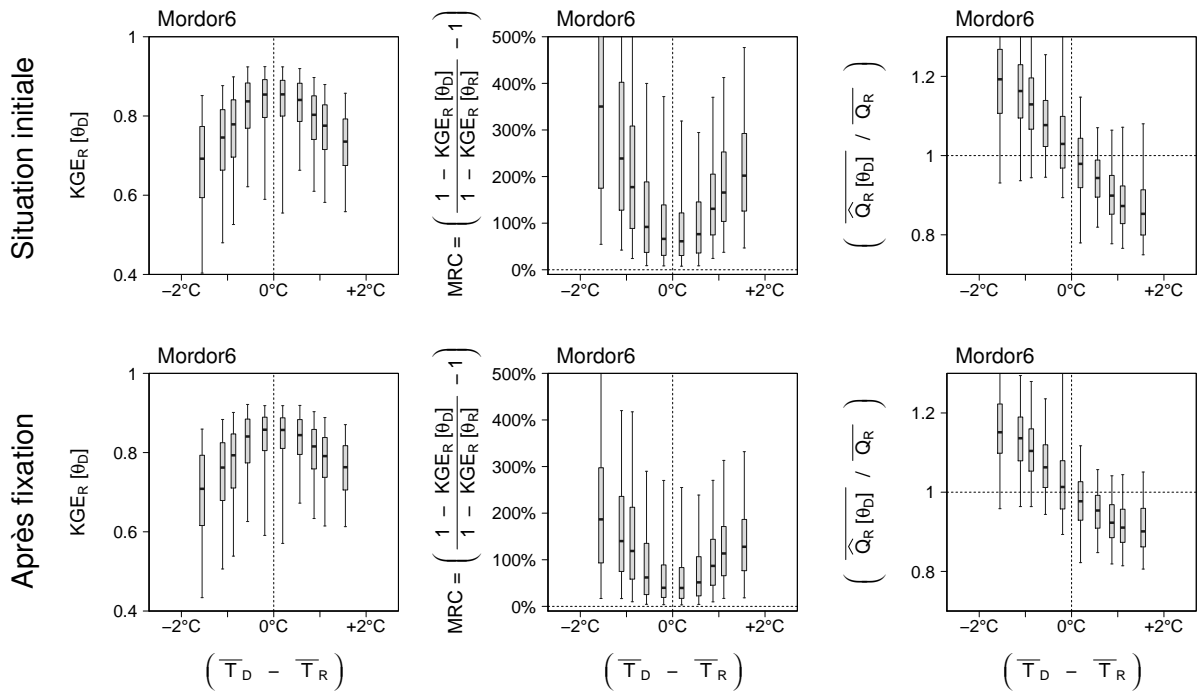 Situation initiale
Mordor6
KGE_R [θ_D]
1
0.8
0.6
0.4
−2°C 0°C +2°C
Mordor6
MRC = ( (1 − KGE_R [θ_D]) / (1 − KGE_R [θ_R]) − 1 )
500%
400%
300%
200%
100%
0%
−2°C 0°C +2°C
Mordor6
( \overline{\widehat{Q}_R [θ_D]} / \overline{Q_R} )
1.2
1
0.8
−2°C 0°C +2°C
Après fixation
Mordor6
KGE_R [θ_D]
1
0.8
0.6
0.4
−2°C 0°C +2°C
( \overline{T}_D − \overline{T}_R )
Mordor6
MRC = ( (1 − KGE_R [θ_D]) / (1 − KGE_R [θ_R]) − 1 )
500%
400%
300%
200%
100%
0%
−2°C 0°C +2°C
( \overline{T}_D − \overline{T}_R )
Mordor6
( \overline{\widehat{Q}_R [θ_D]} / \overline{Q_R} )
1.2
1
0.8
−2°C 0°C +2°C
( \overline{T}_D − \overline{T}_R )